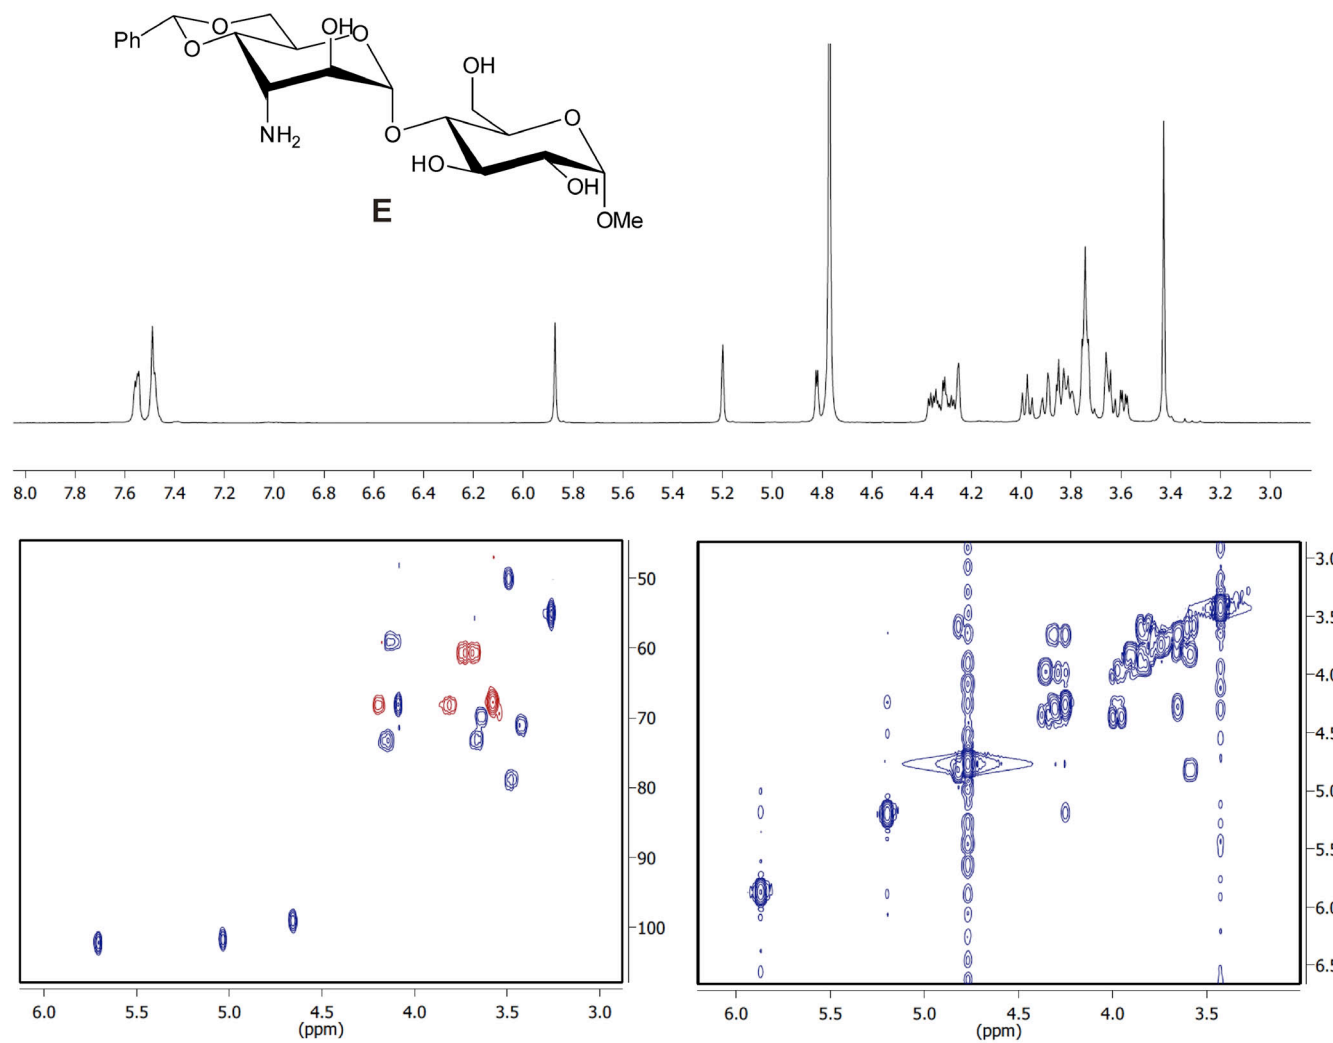 OH
O
O
Ph
O
OH
NH₂
O
O
HO
OH
OMe
E
8.0 7.8 7.6 7.4 7.2 7.0 6.8 6.6 6.4 6.2 6.0 5.8 5.6 5.4 5.2 5.0 4.8 4.6 4.4 4.2 4.0 3.8 3.6 3.4 3.2 3.0
50
60
70
80
90
100
6.0 5.0 4.5 4.0 3.5 3.0
(ppm)
3.0
3.5
4.0
4.5
5.0
5.5
6.0
6.5
6.0 5.5 5.0 4.5 4.0 3.5
(ppm)